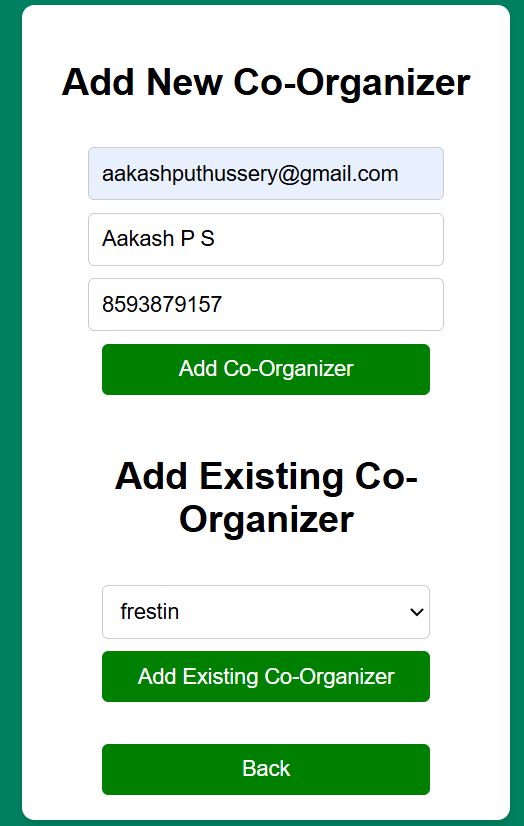 Add New Co-Organizer
aakashputhussery@gmail.com
Aakash P S
8593879157
Add Co-Organizer
Add Existing Co-
Organizer
frestin
Add Existing Co-Organizer
Back